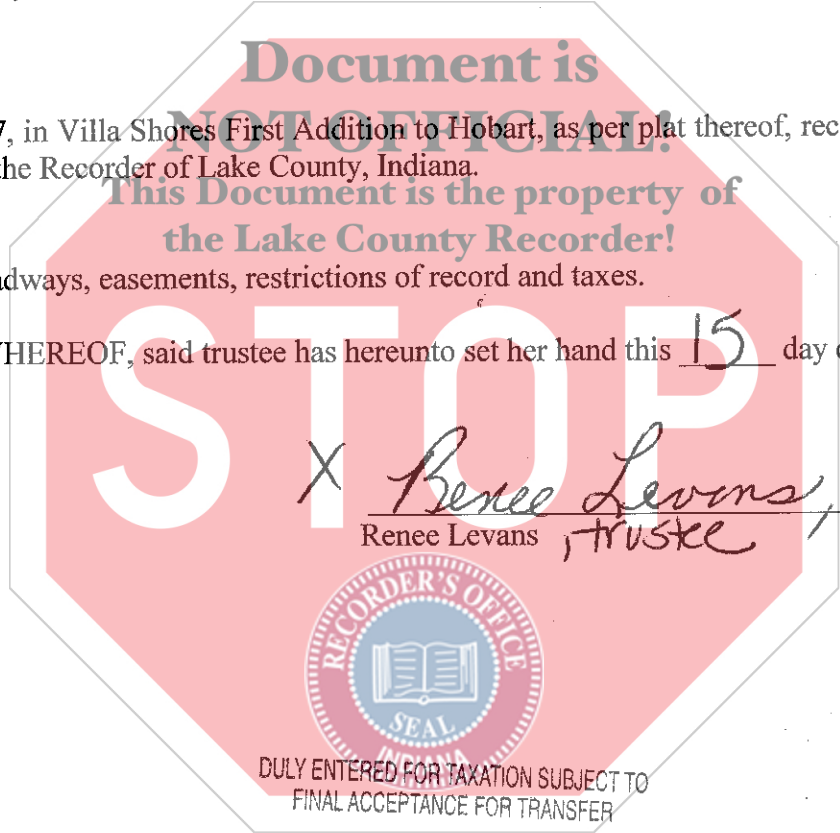 Document is
NOT OFFICIAL!
7, in Villa Shores First Addition to Hobart, as per plat thereof, rec
the Recorder of Lake County, Indiana.
This Document is the property of
the Lake County Recorder!
adways, easements, restrictions of record and taxes.
STOP
WHEREOF, said trustee has hereunto set her hand this 15 day
X Renee Levans,
Renee Levans , trustee
RECORDER'S OFFICE
SEAL
INDIANA
DULY ENTERED FOR TAXATION SUBJECT TO
FINAL ACCEPTANCE FOR TRANSFER